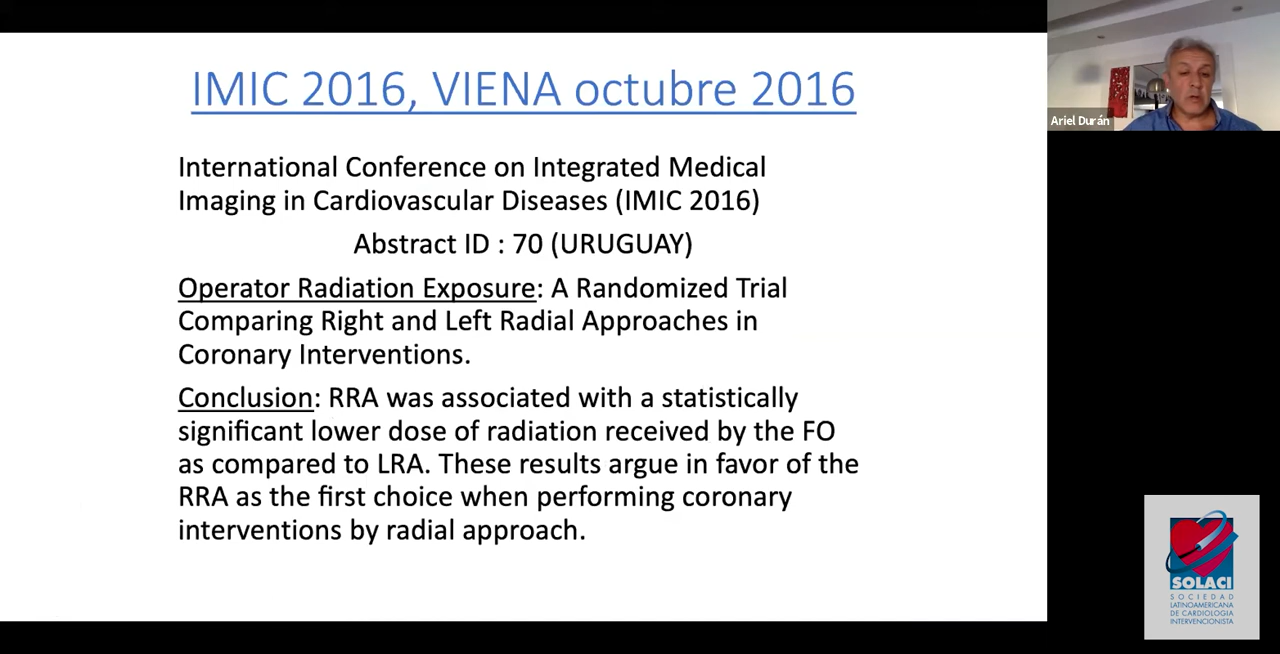 IMIC 2016, VIENA octubre 2016
International Conference on Integrated Medical
Imaging in Cardiovascular Diseases (IMIC 2016)
Abstract ID : 70 (URUGUAY)
Operator Radiation Exposure: A Randomized Trial
Comparing Right and Left Radial Approaches in
Coronary Interventions.
Conclusion: RRA was associated with a statistically
significant lower dose of radiation received by the FO
as compared to LRA. These results argue in favor of the
RRA as the first choice when performing coronary
interventions by radial approach.
Ariel Durán
SOLACI
SOCIEDAD
LATINOAMERICANA
DE CARDIOLOGÍA
INTERVENCIONISTA